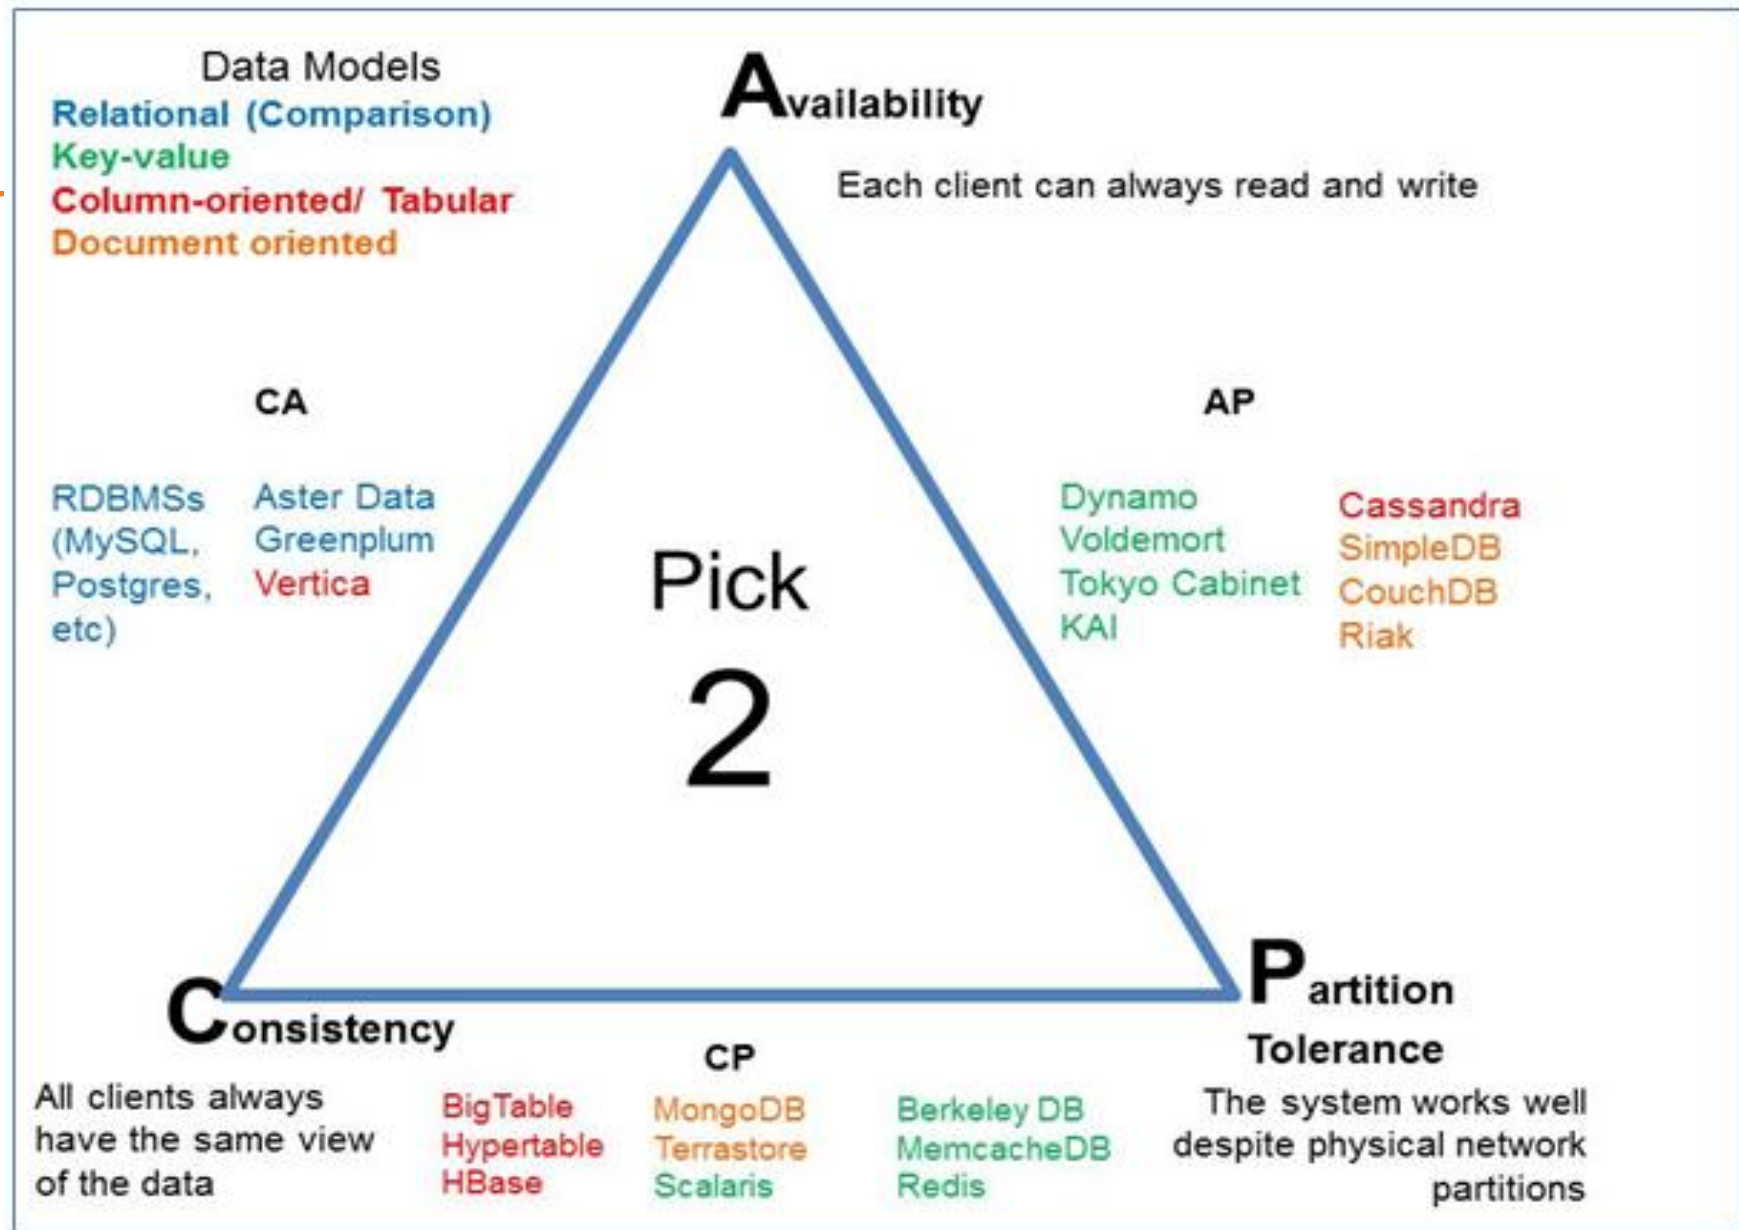 Data Models
Relational (Comparison)
Key-value
Column-oriented/ Tabular
Document oriented
Availability
Each client can always read and write
CA
RDBMSs
(MySQL,
Postgres,
etc)
Aster Data
Greenplum
Vertica
Pick
2
AP
Dynamo
Voldemort
Tokyo Cabinet
KAI
Cassandra
SimpleDB
CouchDB
Riak
Consistency
All clients always
have the same view
of the data
CP
BigTable
Hypertable
HBase
MongoDB
Terrastore
Scalaris
Berkeley DB
MemcacheDB
Redis
Partition
Tolerance
The system works well
despite physical network
partitions